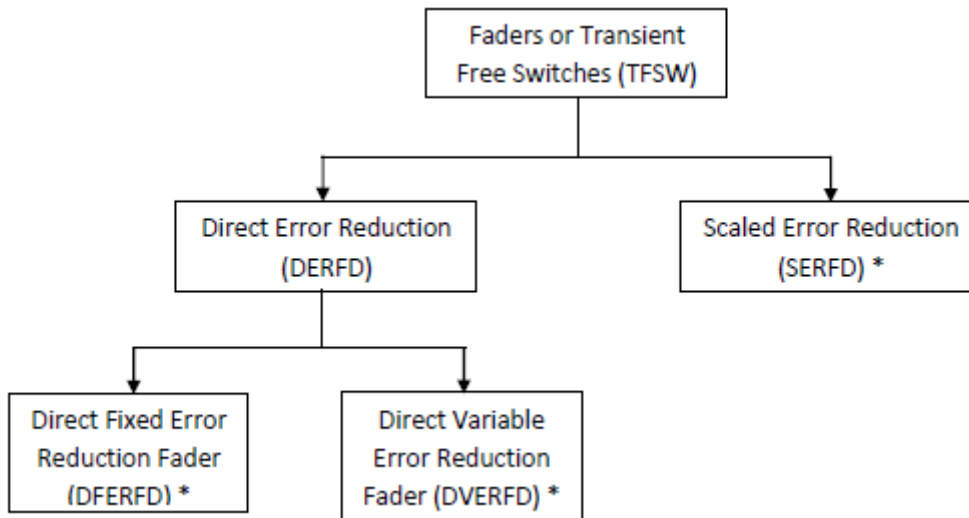 Faders or Transient
Free Switches (TFSW)
Direct Error Reduction
(DERFD)
Scaled Error Reduction
(SERFD) *
Direct Fixed Error
Reduction Fader
(DFERFD) *
Direct Variable
Error Reduction
Fader (DVERFD) *